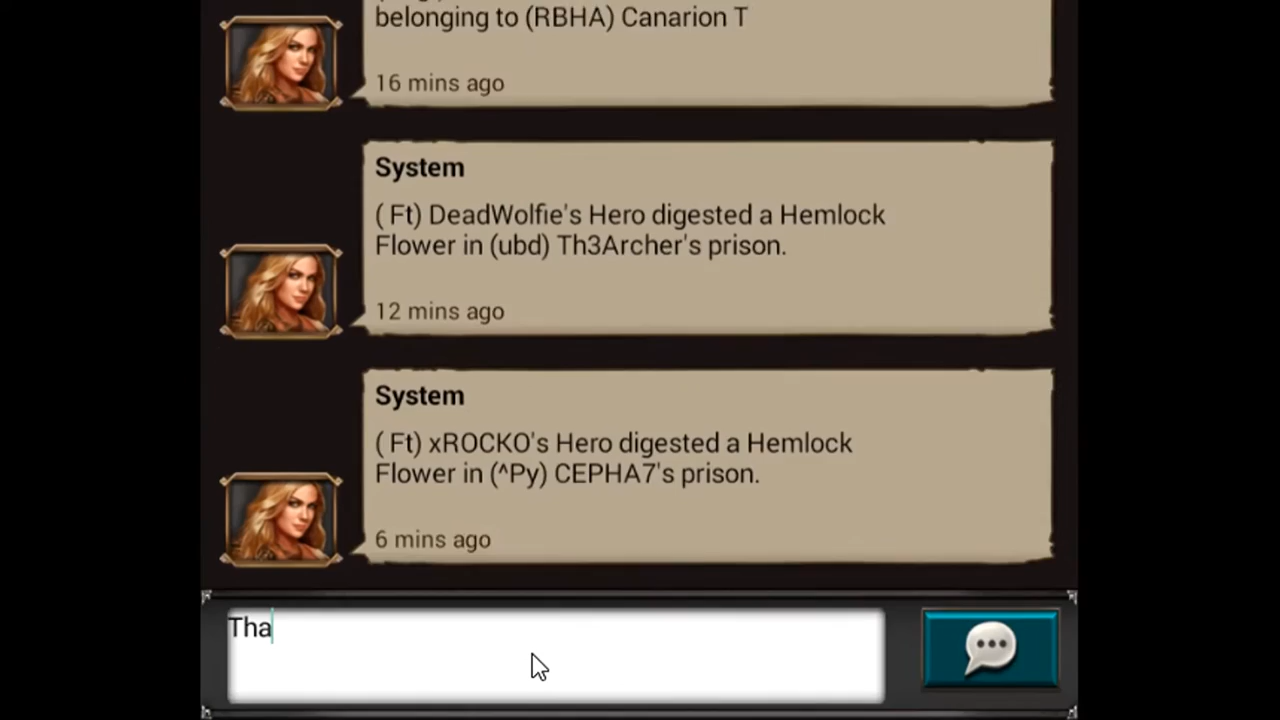 belonging to (RBHA) Canarion T
16 mins ago
System
( Ft) DeadWolfie's Hero digested a Hemlock
Flower in (ubd) Th3Archer's prison.
12 mins ago
System
( Ft) xROCKO's Hero digested a Hemlock
Flower in (^Py) CEPHA7's prison.
6 mins ago
Tha